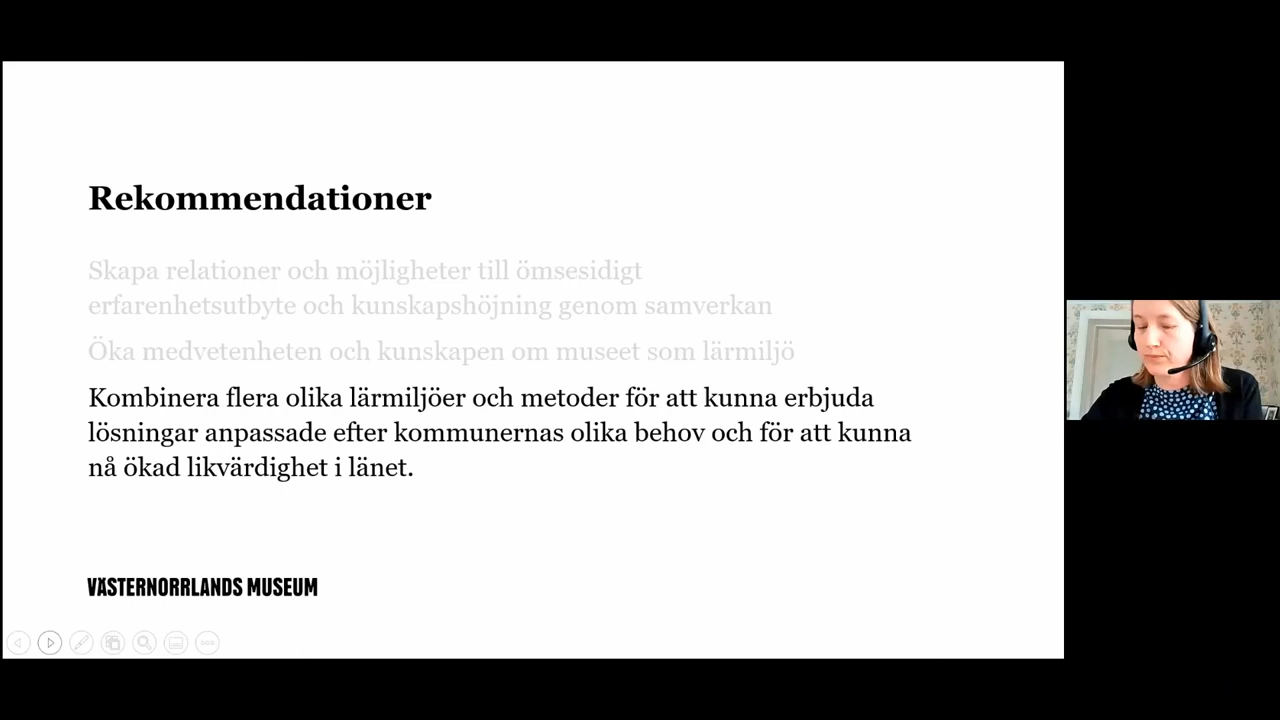 Rekommendationer
Skapa relationer och möjligheter till ömsesidigt
erfarenhetsutbyte och kunskapshöjning genom samverkan
Öka medvetenheten och kunskapen om museet som lärmiljö
Kombinera flera olika lärmiljöer och metoder för att kunna erbjuda
lösningar anpassade efter kommunernas olika behov och för att kunna
nå ökad likvärdighet i länet.
VÄSTERNORRLANDS MUSEUM